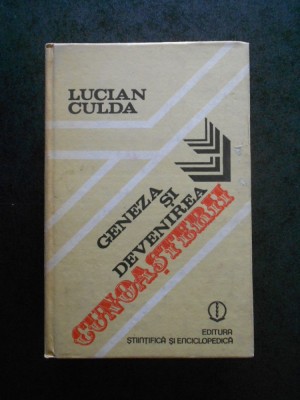 LUCIAN
CULDA
GENEZA
ȘI
DEVENIREA
CUNOAȘTERII
EDITURA
ȘTIINȚIFICĂ ȘI ENCICLOPEDICĂ